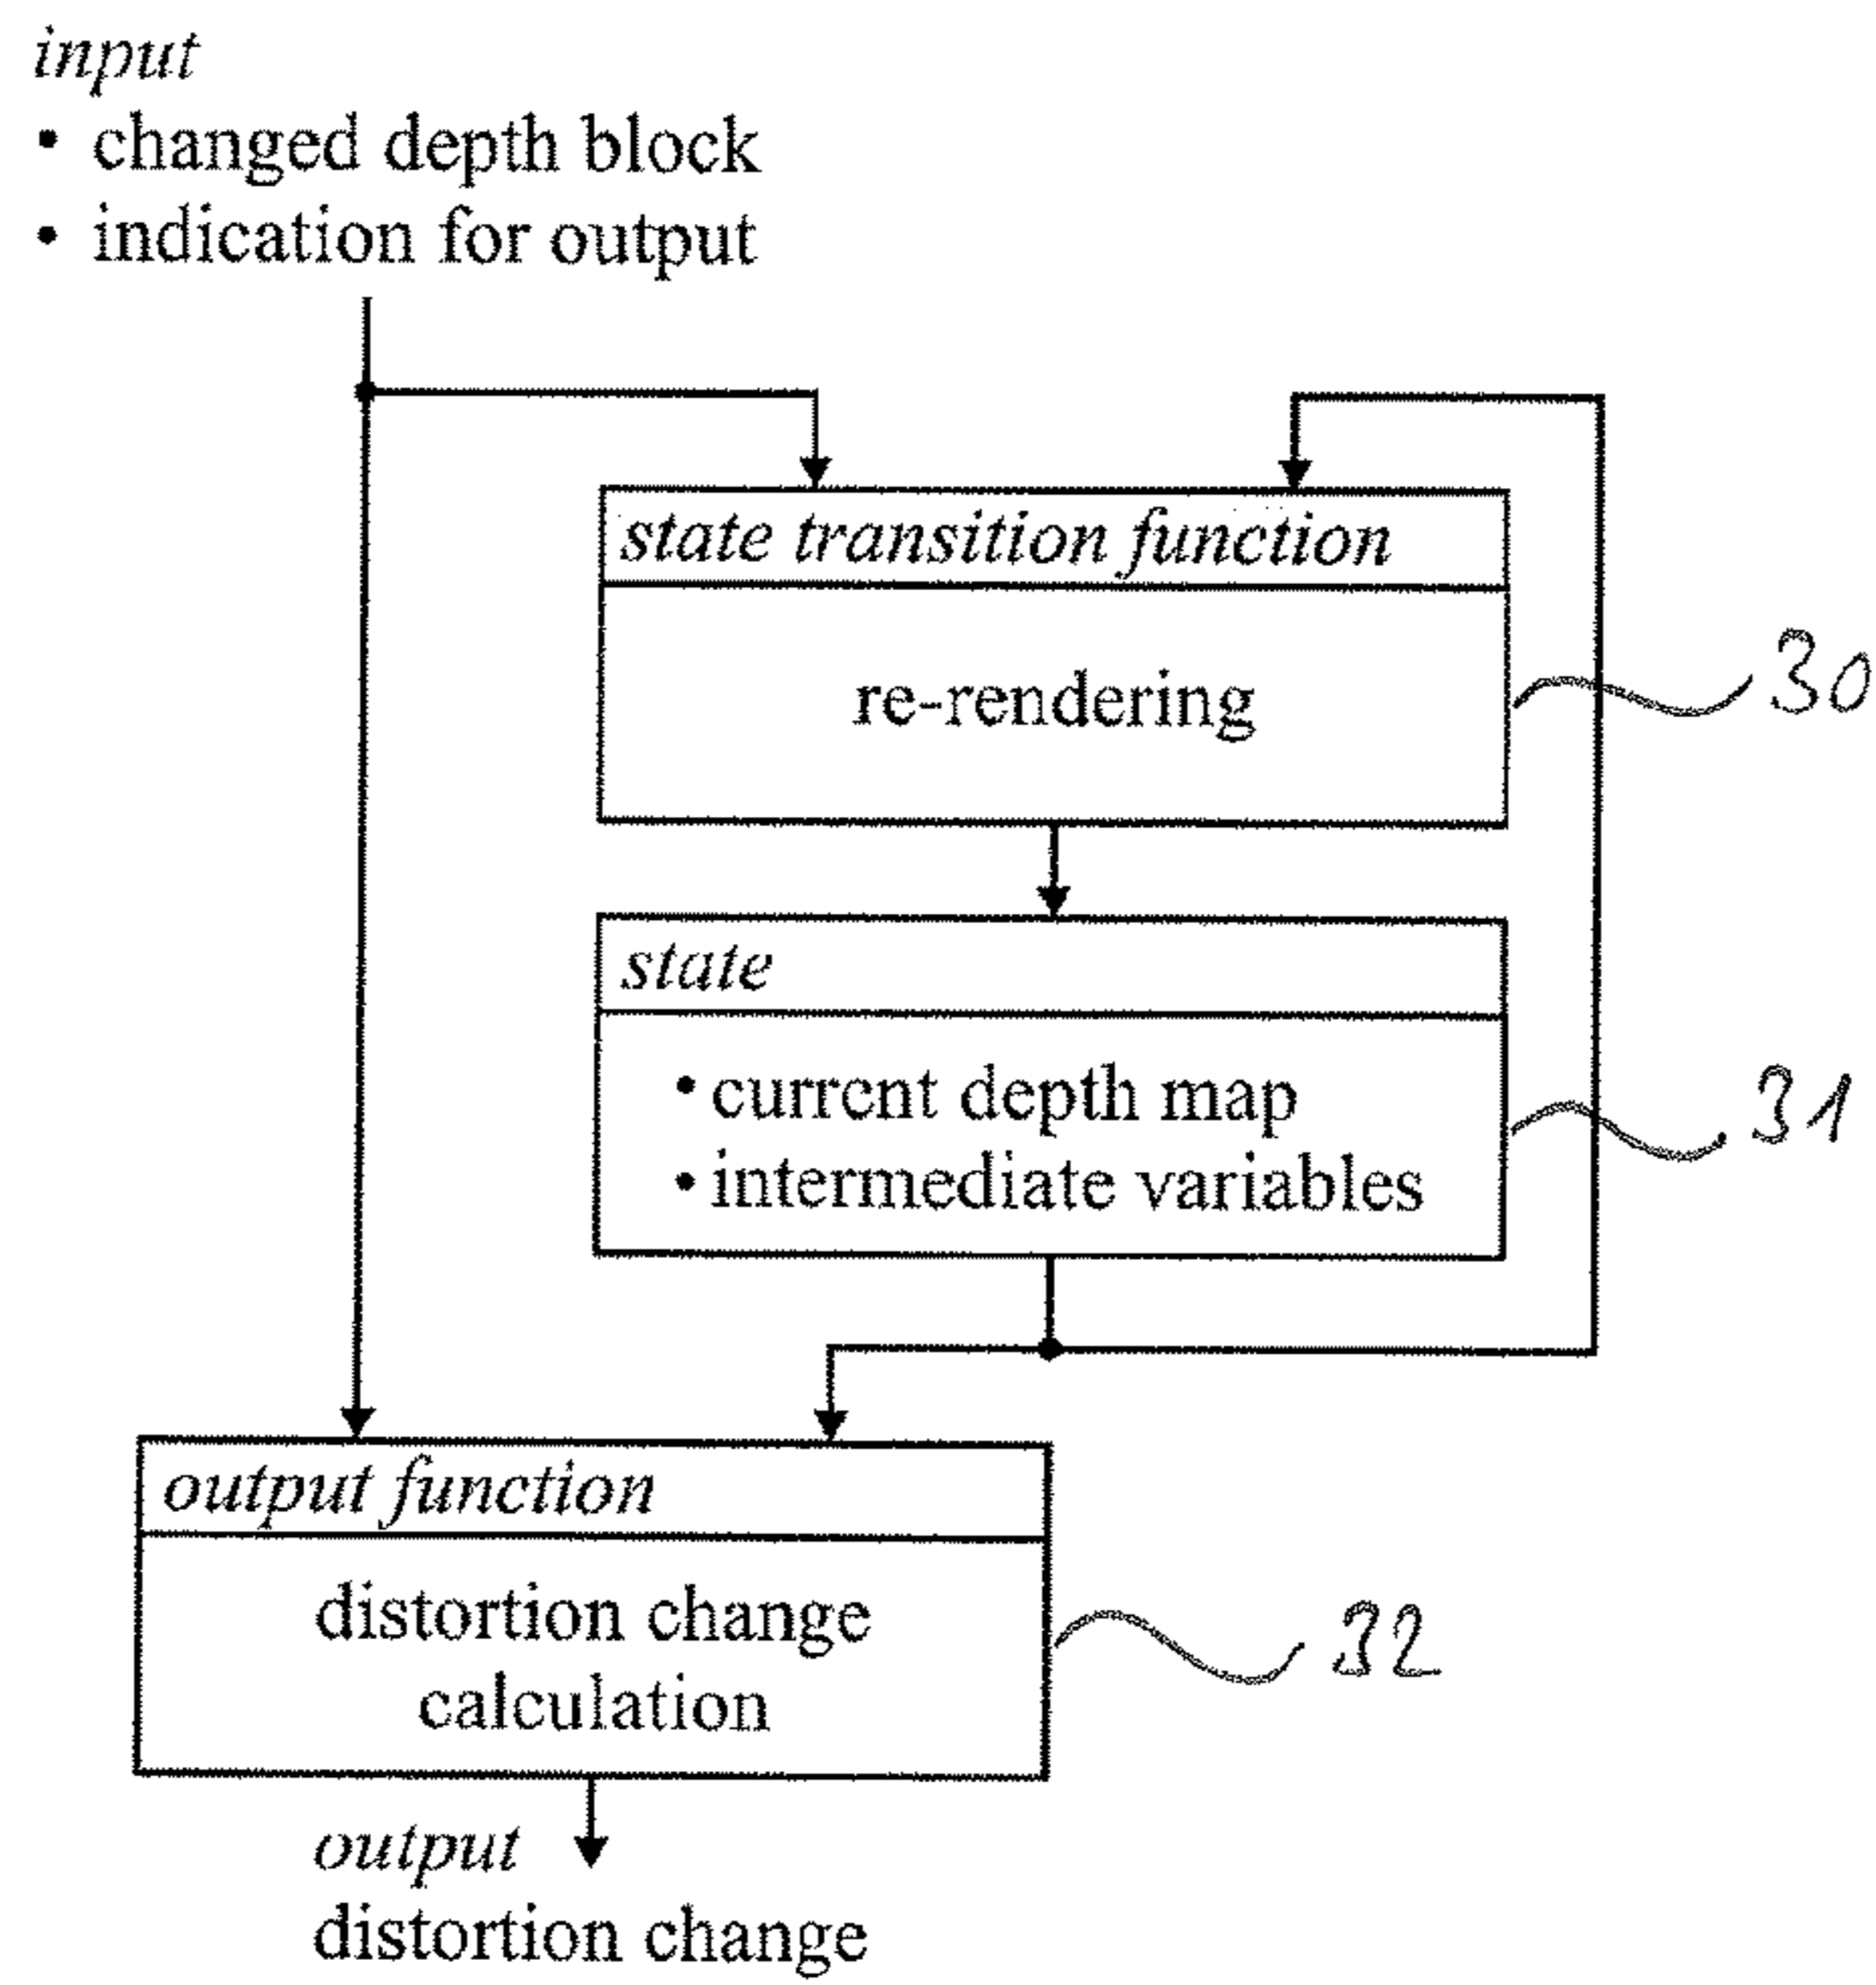 input
• changed depth block
• indication for output
state transition function
re-rendering
30
state
• current depth map
• intermediate variables
31
output function
distortion change
calculation
32
output
distortion change